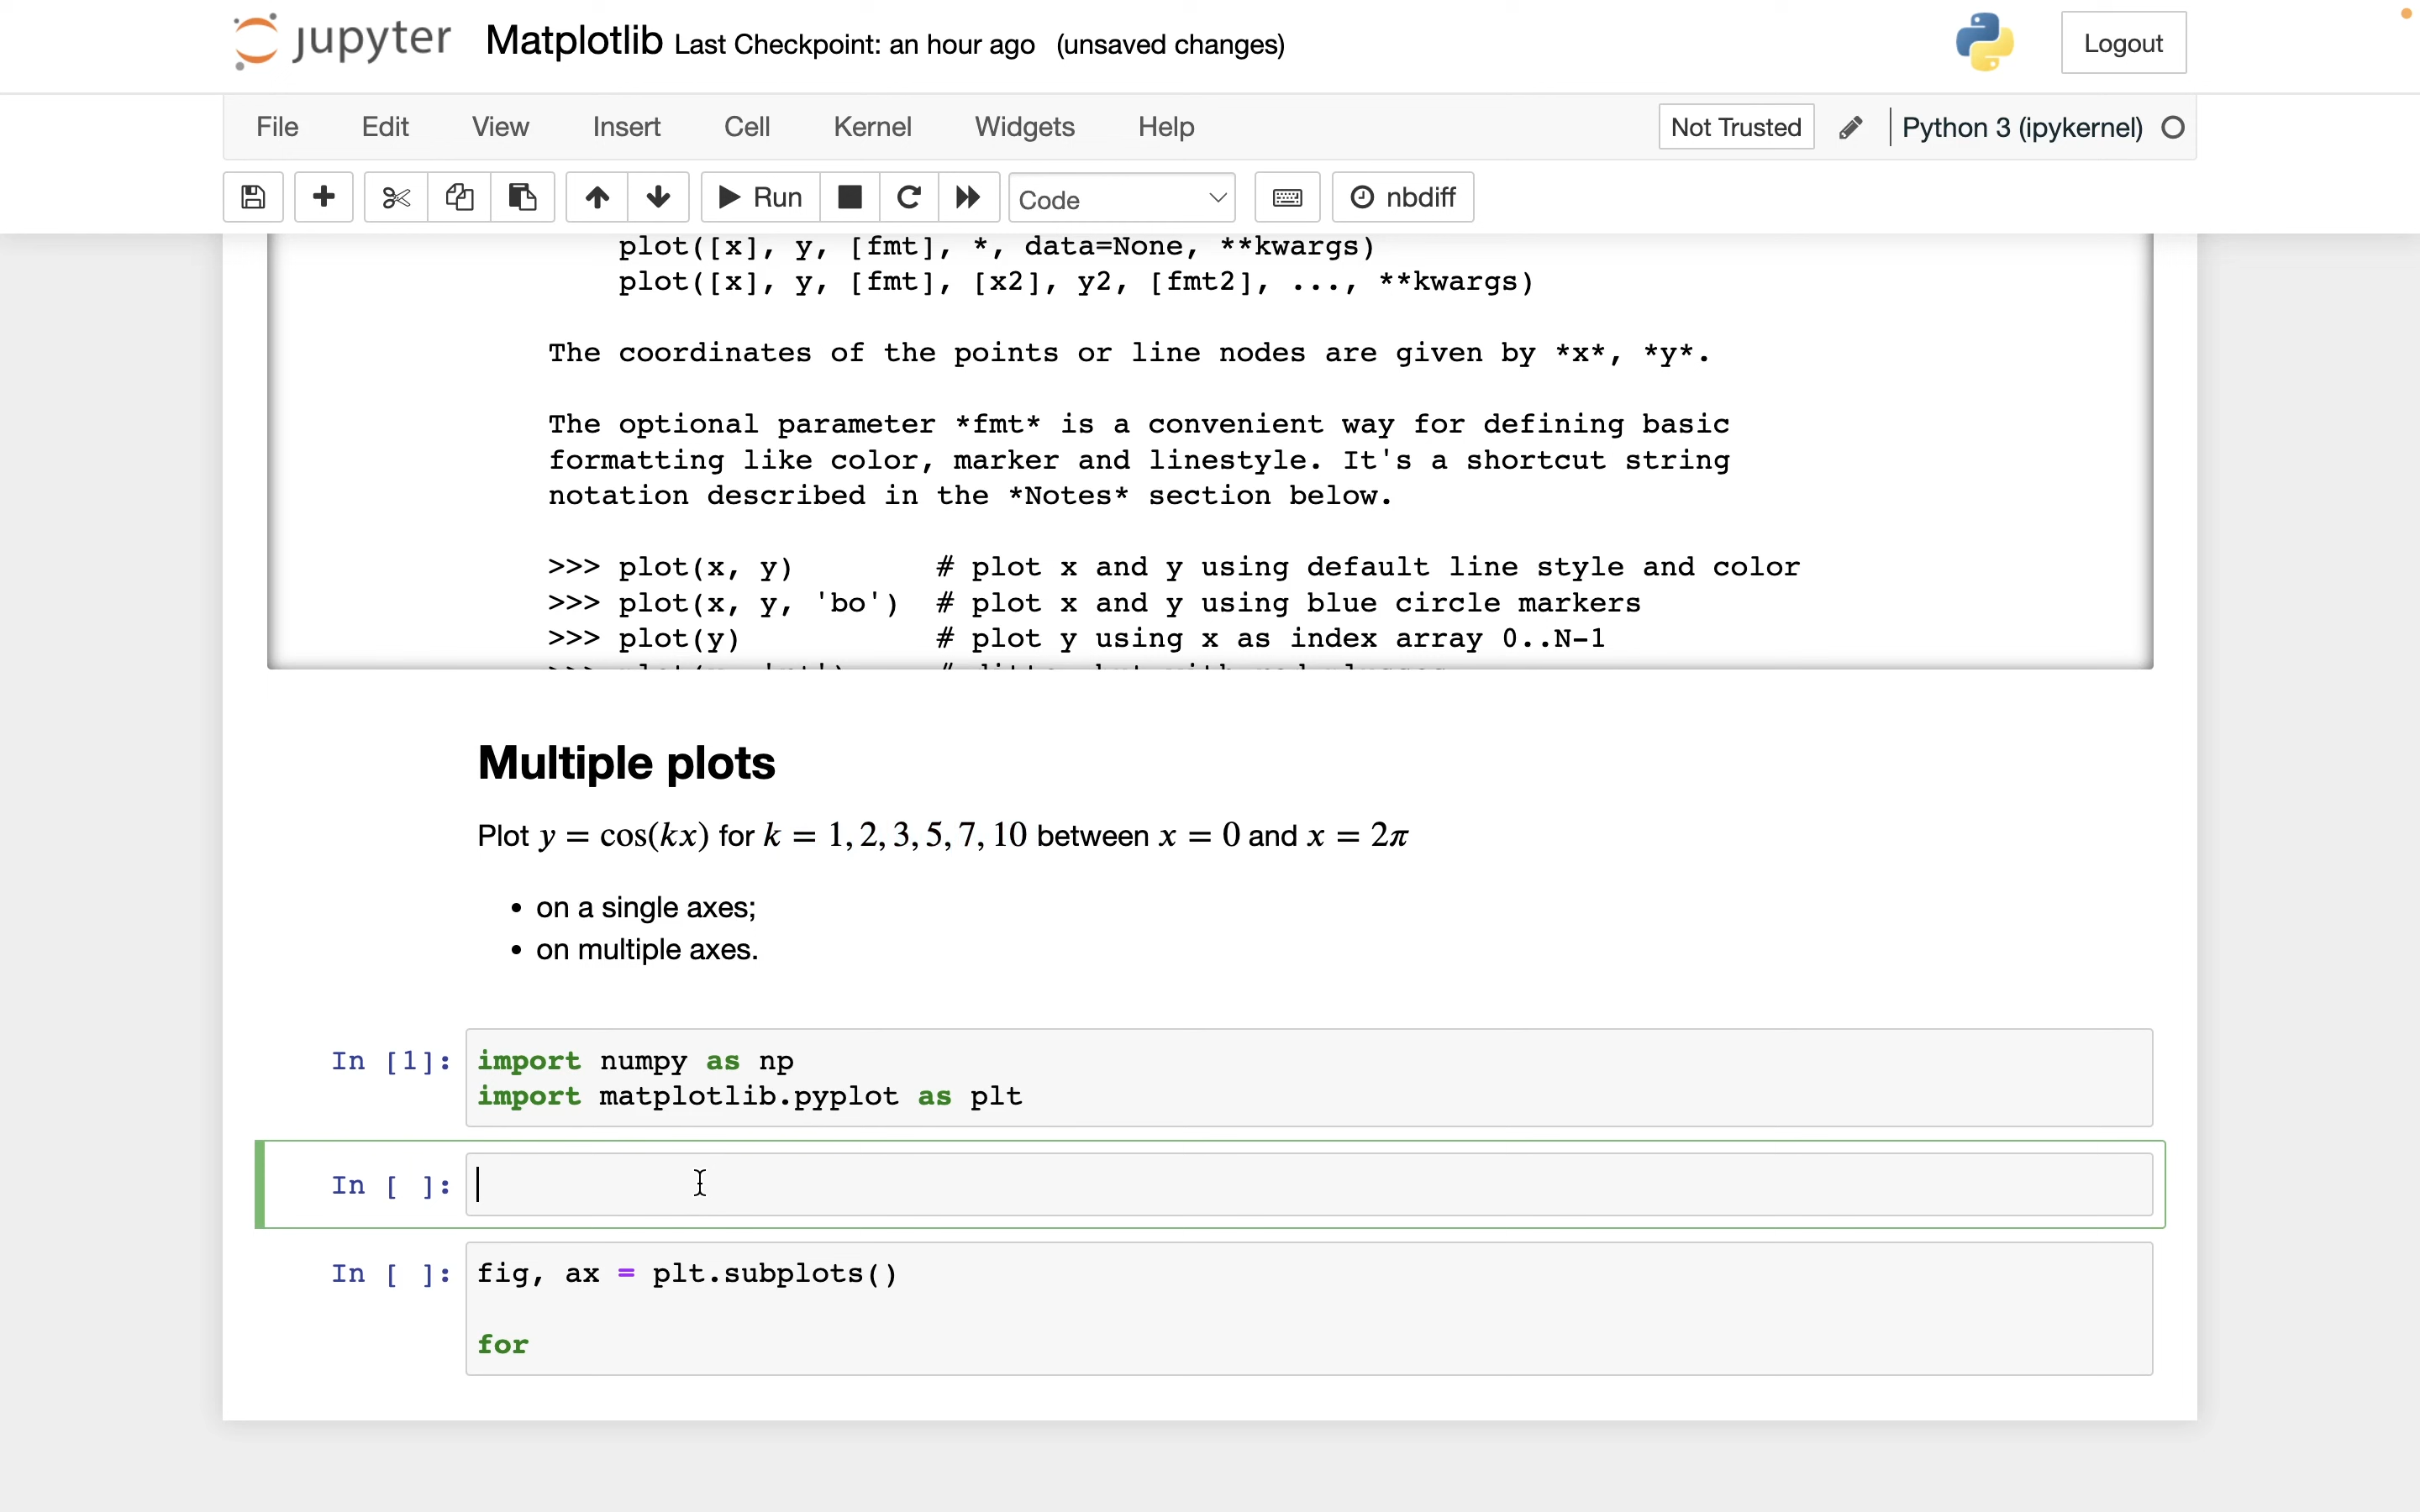 jupyter Matplotlib Last Checkpoint: an hour ago (unsaved changes) Logout
File Edit View Insert Cell Kernel Widgets Help Not Trusted Python 3 (ipykernel)
Run Code nbdiff
plot([x], y, [fmt], *, data=None, **kwargs)
plot([x], y, [fmt], [x2], y2, [fmt2], ..., **kwargs)
The coordinates of the points or line nodes are given by *x*, *y*.
The optional parameter *fmt* is a convenient way for defining basic
formatting like color, marker and linestyle. It's a shortcut string
notation described in the *Notes* section below.
>>> plot(x, y) # plot x and y using default line style and color
>>> plot(x, y, 'bo') # plot x and y using blue circle markers
>>> plot(y) # plot y using x as index array 0..N-1
Multiple plots
Plot y = cos(kx) for k = 1, 2, 3, 5, 7, 10 between x = 0 and x = 2π
• on a single axes;
• on multiple axes.
In [1]: import numpy as np
import matplotlib.pyplot as plt
In [ ]:
In [ ]: fig, ax = plt.subplots()
for